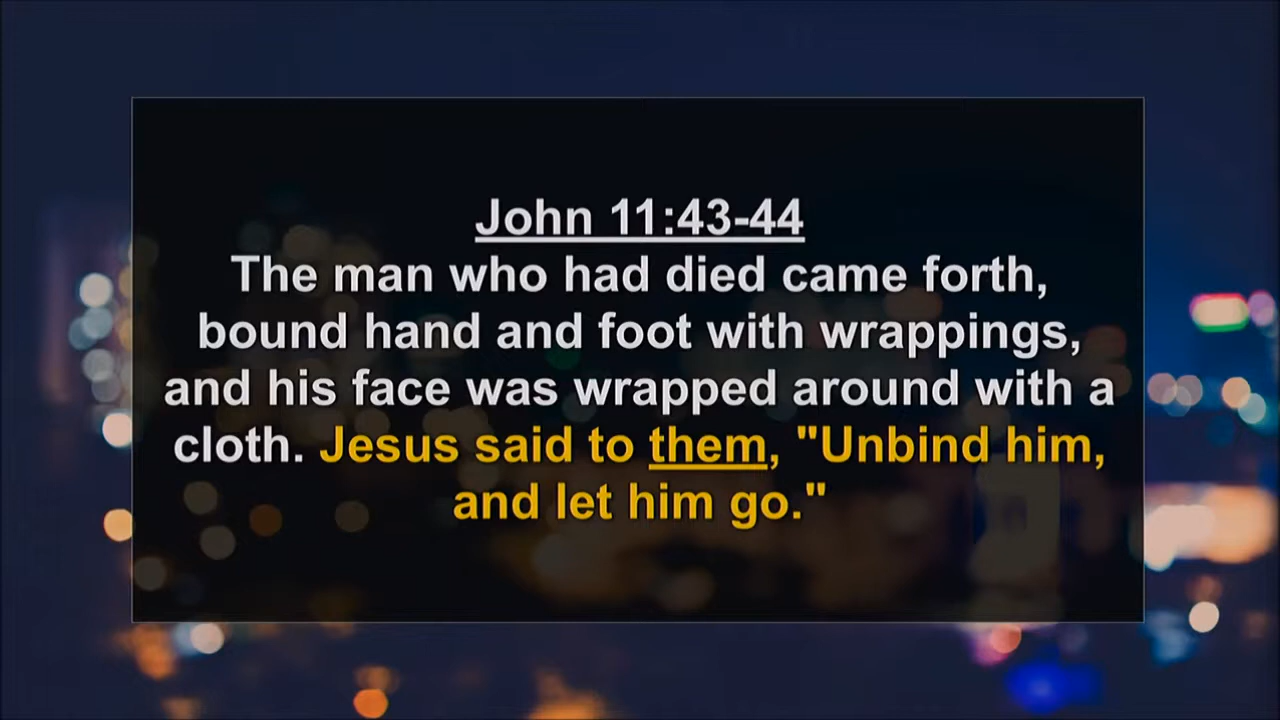 John 11:43-44
The man who had died came forth,
bound hand and foot with wrappings,
and his face was wrapped around with a
cloth. Jesus said to them, "Unbind him,
and let him go."